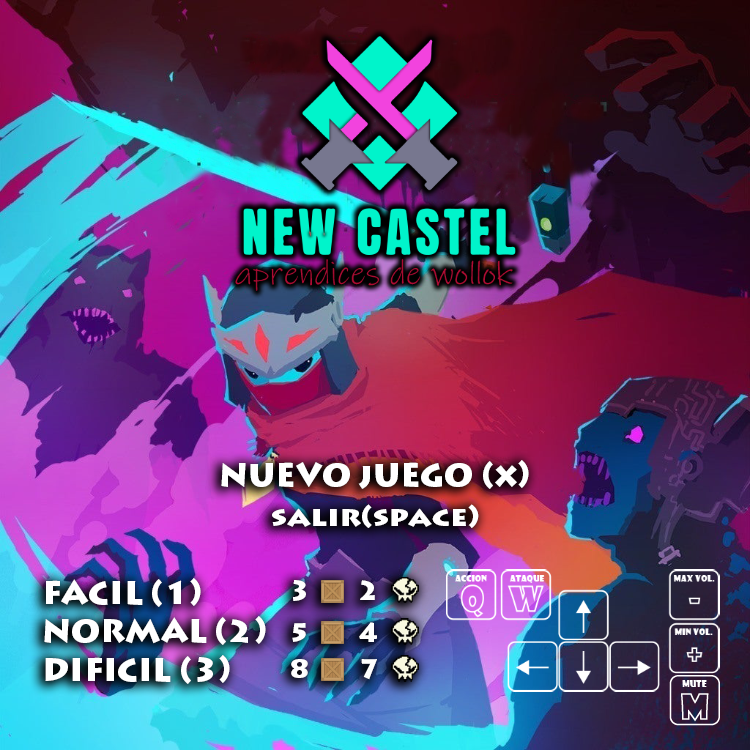 NEW CASTEL
aprendices de wollok
NUEVO JUEGO (X)
SALIR(SPACE)
FACIL (1) 3 2
NORMAL (2) 5 4
DIFICIL (3) 8 7
ACCION
Q
ATAQUE
W
↑
← ↓ →
MAX VOL.
-
MIN VOL.
+
MUTE
M